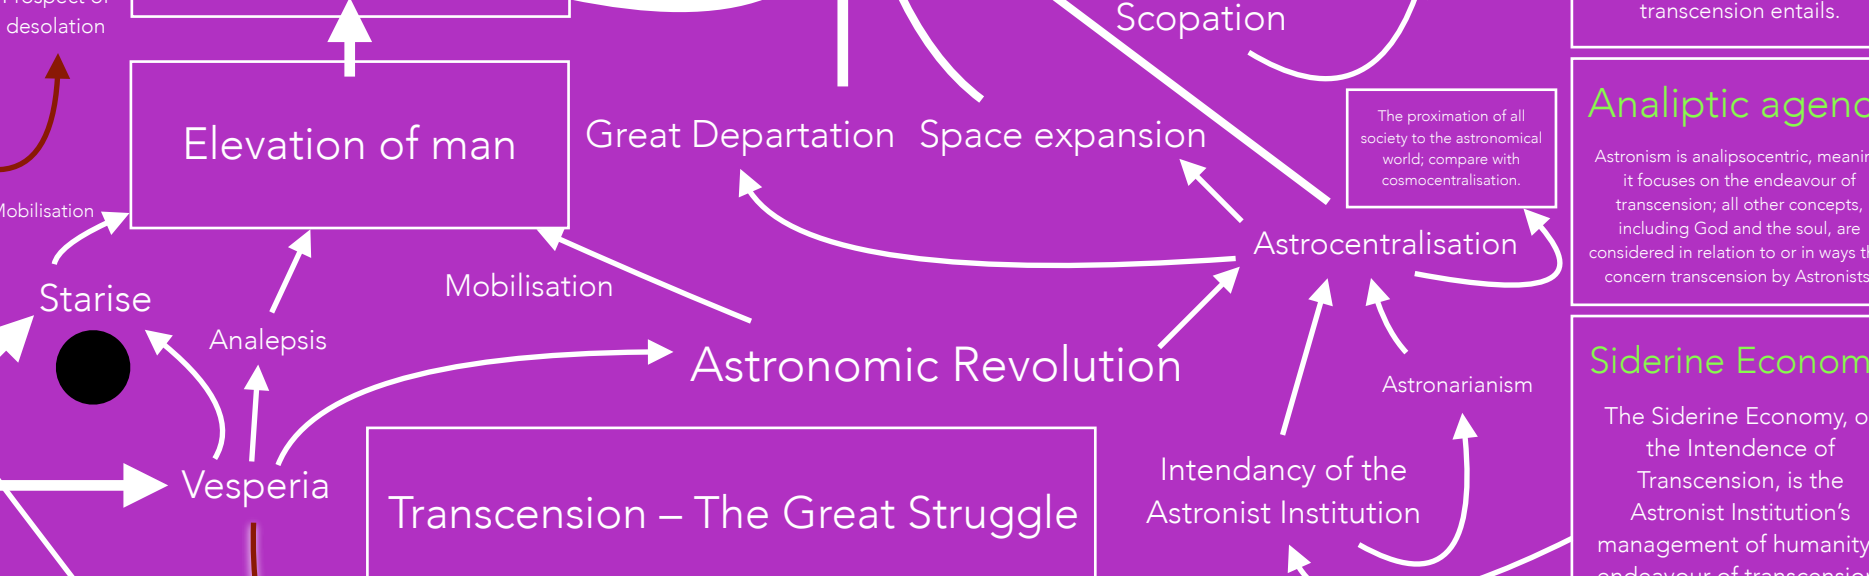 desolation
Scopation
transcension entails.
Elevation of man
Great Departation
Space expansion
The proximation of all
society to the astronomical
world; compare with
cosmocentralisation.
Analiptic
Astronism is analipsocentric,
it focuses on the endeavour of
transcension; all other concepts,
including God and the soul, are
considered in relation to or in ways
concern transcension by Astronists
Mobilisation
Astrocentralisation
Starise
Mobilisation
Analepsis
Astronomic Revolution
Astronarianism
Siderine
The Siderine Economy,
the Intendence of
Transcension, is the
Astronist Institution's
management of humanity
Vesperia
Transcension – The Great Struggle
Intendancy of the
Astronist Institution